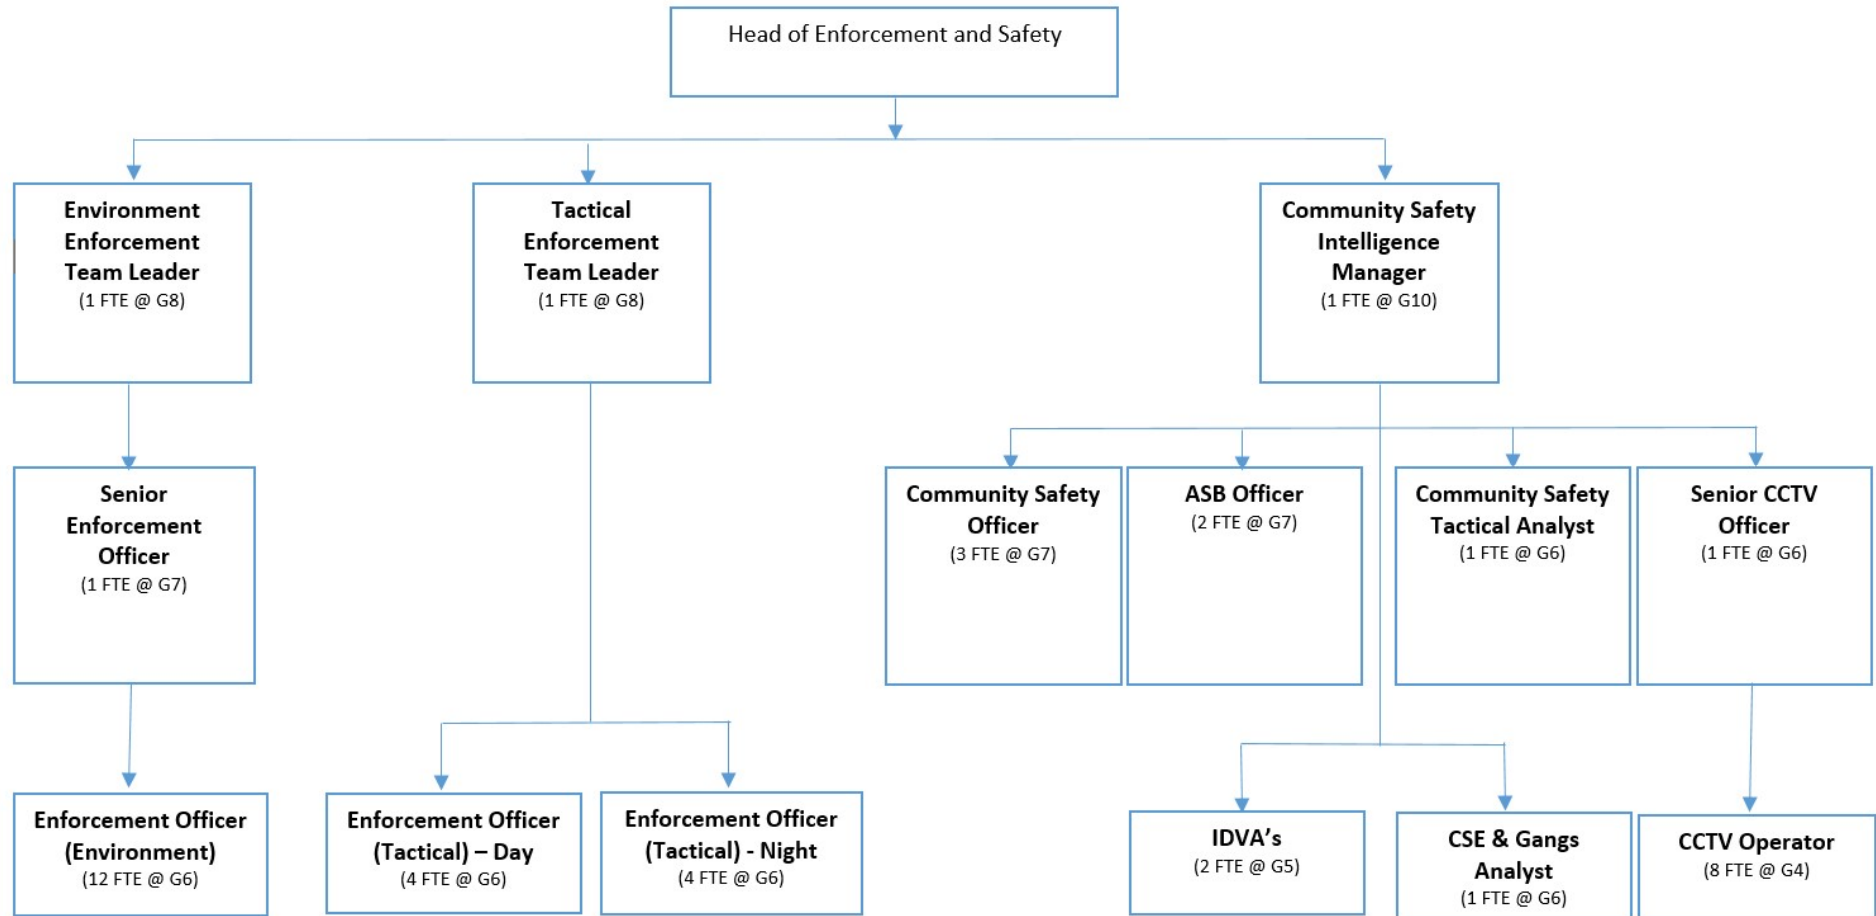 Head of Enforcement and Safety
Environment
Enforcement
Team Leader
(1 FTE @ G8)
Tactical
Enforcement
Team Leader
(1 FTE @ G8)
Community Safety
Intelligence
Manager
(1 FTE @ G10)
Senior
Enforcement
Officer
(1 FTE @ G7)
Community Safety
Officer
(3 FTE @ G7)
ASB Officer
(2 FTE @ G7)
Community Safety
Tactical Analyst
(1 FTE @ G6)
Senior CCTV
Officer
(1 FTE @ G6)
Enforcement Officer
(Environment)
(12 FTE @ G6)
Enforcement Officer
(Tactical) – Day
(4 FTE @ G6)
Enforcement Officer
(Tactical) - Night
(4 FTE @ G6)
IDVA’s
(2 FTE @ G5)
CSE & Gangs
Analyst
(1 FTE @ G6)
CCTV Operator
(8 FTE @ G4)